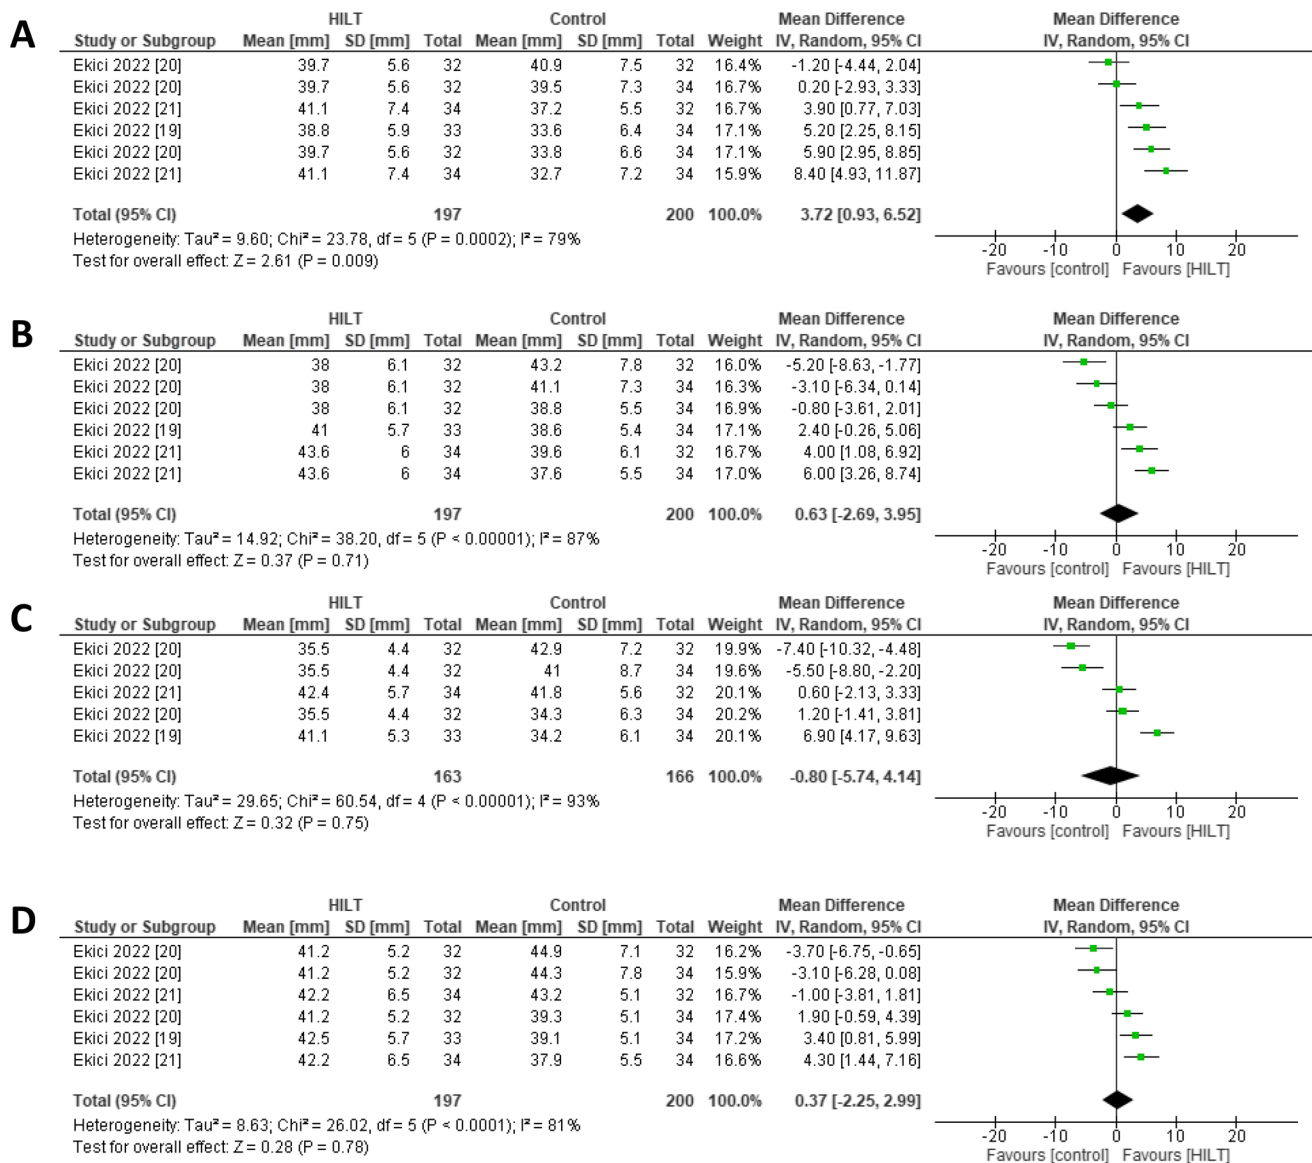 A
HILT Control Mean Difference Mean Difference
Study or Subgroup Mean [mm] SD [mm] Total Mean [mm] SD [mm] Total Weight IV, Random, 95% CI IV, Random, 95% CI
Ekici 2022 [20] 39.7 5.6 32 40.9 7.5 32 16.4% -1.20 [-4.44, 2.04]
Ekici 2022 [20] 39.7 5.6 32 39.5 7.3 34 16.7% 0.20 [-2.93, 3.33]
Ekici 2022 [21] 41.1 7.4 34 37.2 5.5 32 16.7% 3.90 [0.77, 7.03]
Ekici 2022 [19] 38.8 5.9 33 33.6 6.4 34 17.1% 5.20 [2.25, 8.15]
Ekici 2022 [20] 39.7 5.6 32 33.8 6.6 34 17.1% 5.90 [2.95, 8.85]
Ekici 2022 [21] 41.1 7.4 34 32.7 7.2 34 15.9% 8.40 [4.93, 11.87]
Total (95% CI) 197 200 100.0% 3.72 [0.93, 6.52]
Heterogeneity: Tau² = 9.60; Chi² = 23.78, df = 5 (P = 0.0002); I² = 79%
Test for overall effect: Z = 2.61 (P = 0.009)
-20 -10 0 10 20
Favours [control] Favours [HILT]
B
HILT Control Mean Difference Mean Difference
Study or Subgroup Mean [mm] SD [mm] Total Mean [mm] SD [mm] Total Weight IV, Random, 95% CI IV, Random, 95% CI
Ekici 2022 [20] 38 6.1 32 43.2 7.8 32 16.0% -5.20 [-8.63, -1.77]
Ekici 2022 [20] 38 6.1 32 41.1 7.3 34 16.3% -3.10 [-6.34, 0.14]
Ekici 2022 [20] 38 6.1 32 38.8 5.5 34 16.9% -0.80 [-3.61, 2.01]
Ekici 2022 [19] 41 5.7 33 38.6 5.4 34 17.1% 2.40 [-0.26, 5.06]
Ekici 2022 [21] 43.6 6 34 39.6 6.1 32 16.7% 4.00 [1.08, 6.92]
Ekici 2022 [21] 43.6 6 34 37.6 5.5 34 17.0% 6.00 [3.26, 8.74]
Total (95% CI) 197 200 100.0% 0.63 [-2.69, 3.95]
Heterogeneity: Tau² = 14.92; Chi² = 38.20, df = 5 (P < 0.00001); I² = 87%
Test for overall effect: Z = 0.37 (P = 0.71)
-20 -10 0 10 20
Favours [control] Favours [HILT]
C
HILT Control Mean Difference Mean Difference
Study or Subgroup Mean [mm] SD [mm] Total Mean [mm] SD [mm] Total Weight IV, Random, 95% CI IV, Random, 95% CI
Ekici 2022 [20] 35.5 4.4 32 42.9 7.2 32 19.9% -7.40 [-10.32, -4.48]
Ekici 2022 [20] 35.5 4.4 32 41 8.7 34 19.6% -5.50 [-8.80, -2.20]
Ekici 2022 [21] 42.4 5.7 34 41.8 5.6 32 20.1% 0.60 [-2.13, 3.33]
Ekici 2022 [20] 35.5 4.4 32 34.3 6.3 34 20.2% 1.20 [-1.41, 3.81]
Ekici 2022 [19] 41.1 5.3 33 34.2 6.1 34 20.1% 6.90 [4.17, 9.63]
Total (95% CI) 163 166 100.0% -0.80 [-5.74, 4.14]
Heterogeneity: Tau² = 29.65; Chi² = 60.54, df = 4 (P < 0.00001); I² = 93%
Test for overall effect: Z = 0.32 (P = 0.75)
-20 -10 0 10 20
Favours [control] Favours [HILT]
D
HILT Control Mean Difference Mean Difference
Study or Subgroup Mean [mm] SD [mm] Total Mean [mm] SD [mm] Total Weight IV, Random, 95% CI IV, Random, 95% CI
Ekici 2022 [20] 41.2 5.2 32 44.9 7.1 32 16.2% -3.70 [-6.75, -0.65]
Ekici 2022 [20] 41.2 5.2 32 44.3 7.8 34 15.9% -3.10 [-6.28, 0.08]
Ekici 2022 [21] 42.2 6.5 34 43.2 5.1 32 16.7% -1.00 [-3.81, 1.81]
Ekici 2022 [20] 41.2 5.2 32 39.3 5.1 34 17.4% 1.90 [-0.59, 4.39]
Ekici 2022 [19] 42.5 5.7 33 39.1 5.1 34 17.2% 3.40 [0.81, 5.99]
Ekici 2022 [21] 42.2 6.5 34 37.9 5.5 34 16.6% 4.30 [1.44, 7.16]
Total (95% CI) 197 200 100.0% 0.37 [-2.25, 2.99]
Heterogeneity: Tau² = 8.63; Chi² = 26.02, df = 5 (P < 0.0001); I² = 81%
Test for overall effect: Z = 0.28 (P = 0.78)
-20 -10 0 10 20
Favours [control] Favours [HILT]